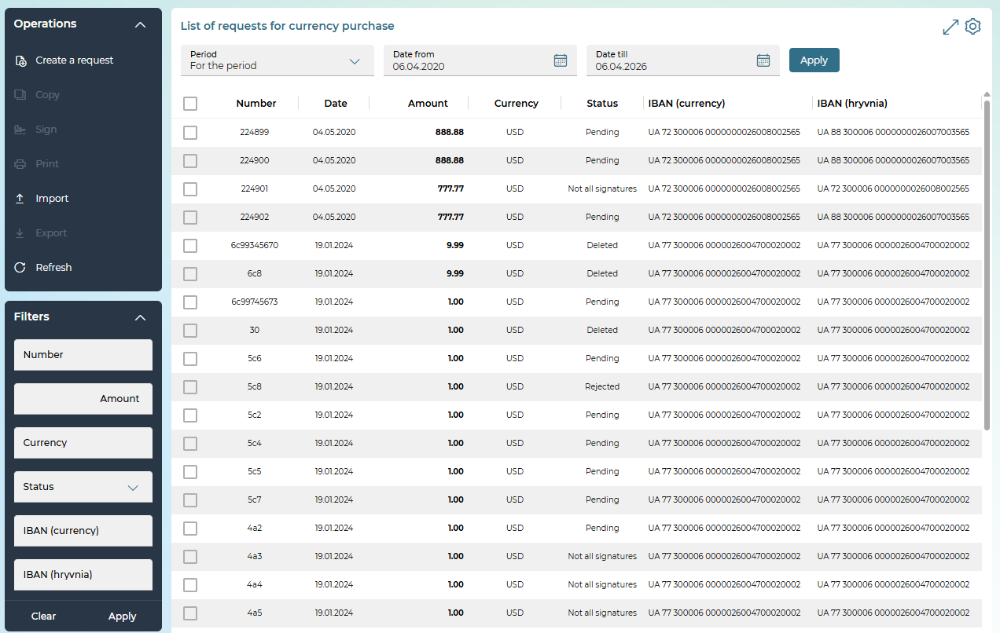 Operations
Create a request
Copy
Sign
Print
Import
Export
Refresh
Filters
Number
Amount
Currency
Status
IBAN (currency)
IBAN (hryvnia)
Clear Apply
List of requests for currency purchase
Period Date from Date till
For the period 06.04.2020 06.04.2026 Apply
Number Date Amount Currency Status IBAN (currency) IBAN (hryvnia)
224899 04.05.2020 888.88 USD Pending UA 72 300006 0000000026008002565 UA 88 300006 0000000026007003565
224900 04.05.2020 888.88 USD Pending UA 72 300006 0000000026008002565 UA 88 300006 0000000026007003565
224901 04.05.2020 777.77 USD Not all signatures UA 72 300006 0000000026008002565 UA 72 300006 0000000026008002565
224902 04.05.2020 777.77 USD Pending UA 72 300006 0000000026008002565 UA 88 300006 0000000026007003565
6c99345670 19.01.2024 9.99 USD Deleted UA 77 300006 0000026004700020002 UA 77 300006 0000026004700020002
6c8 19.01.2024 9.99 USD Deleted UA 77 300006 0000026004700020002 UA 77 300006 0000026004700020002
6c99745673 19.01.2024 1.00 USD Pending UA 77 300006 0000026004700020002 UA 77 300006 0000026004700020002
30 19.01.2024 1.00 USD Deleted UA 77 300006 0000026004700020002 UA 77 300006 0000026004700020002
5c6 19.01.2024 1.00 USD Pending UA 77 300006 0000026004700020002 UA 77 300006 0000026004700020002
5c8 19.01.2024 1.00 USD Rejected UA 77 300006 0000026004700020002 UA 77 300006 0000026004700020002
5c2 19.01.2024 1.00 USD Pending UA 77 300006 0000026004700020002 UA 77 300006 0000026004700020002
5c4 19.01.2024 1.00 USD Pending UA 77 300006 0000026004700020002 UA 77 300006 0000026004700020002
5c5 19.01.2024 1.00 USD Pending UA 77 300006 0000026004700020002 UA 77 300006 0000026004700020002
5c7 19.01.2024 1.00 USD Pending UA 77 300006 0000026004700020002 UA 77 300006 0000026004700020002
4a2 19.01.2024 1.00 USD Pending UA 77 300006 0000026004700020002 UA 77 300006 0000026004700020002
4a3 19.01.2024 1.00 USD Not all signatures UA 77 300006 0000026004700020002 UA 77 300006 0000026004700020002
4a4 19.01.2024 1.00 USD Not all signatures UA 77 300006 0000026004700020002 UA 77 300006 0000026004700020002
4a5 19.01.2024 1.00 USD Not all signatures UA 77 300006 0000026004700020002 UA 77 300006 0000026004700020002